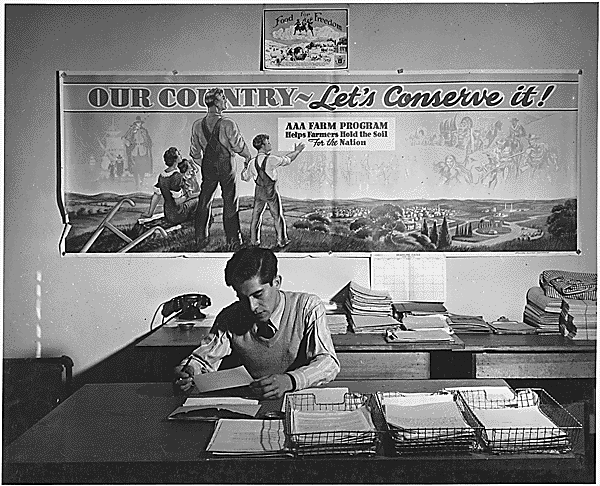 Food for Freedom
OUR COUNTRY~Let's Conserve it!
AAA FARM PROGRAM
Helps Farmers Hold the Soil
For the Nation